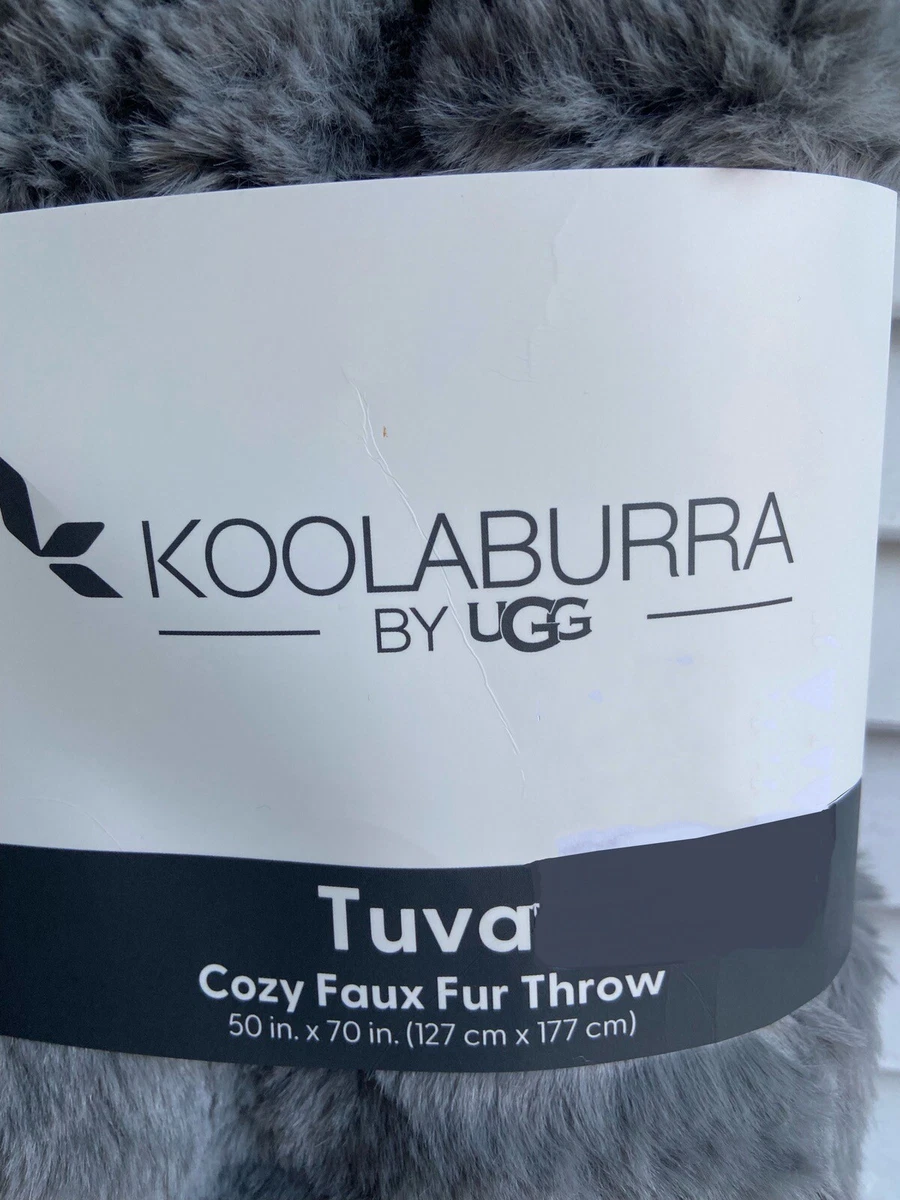 KOOLABURRA
BY UGG
Tuva
Cozy Faux Fur Throw
50 in. x 70 in. (127 cm x 177 cm)